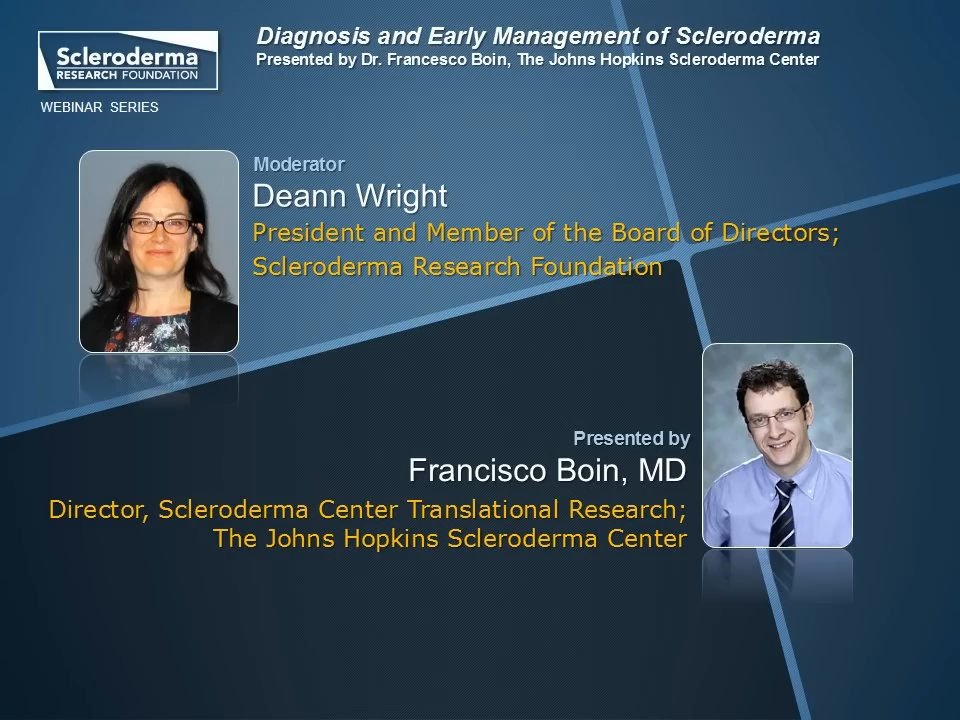 Scleroderma
RESEARCH FOUNDATION
WEBINAR SERIES
Diagnosis and Early Management of Scleroderma
Presented by Dr. Francesco Boin, The Johns Hopkins Scleroderma Center
Moderator
Deann Wright
President and Member of the Board of Directors;
Scleroderma Research Foundation
Presented by
Francisco Boin, MD
Director, Scleroderma Center Translational Research;
The Johns Hopkins Scleroderma Center